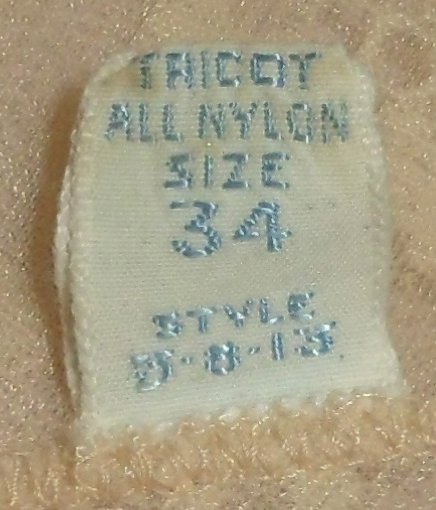 TRICOT
ALL NYLON
SIZE
34
STYLE
5-8-13